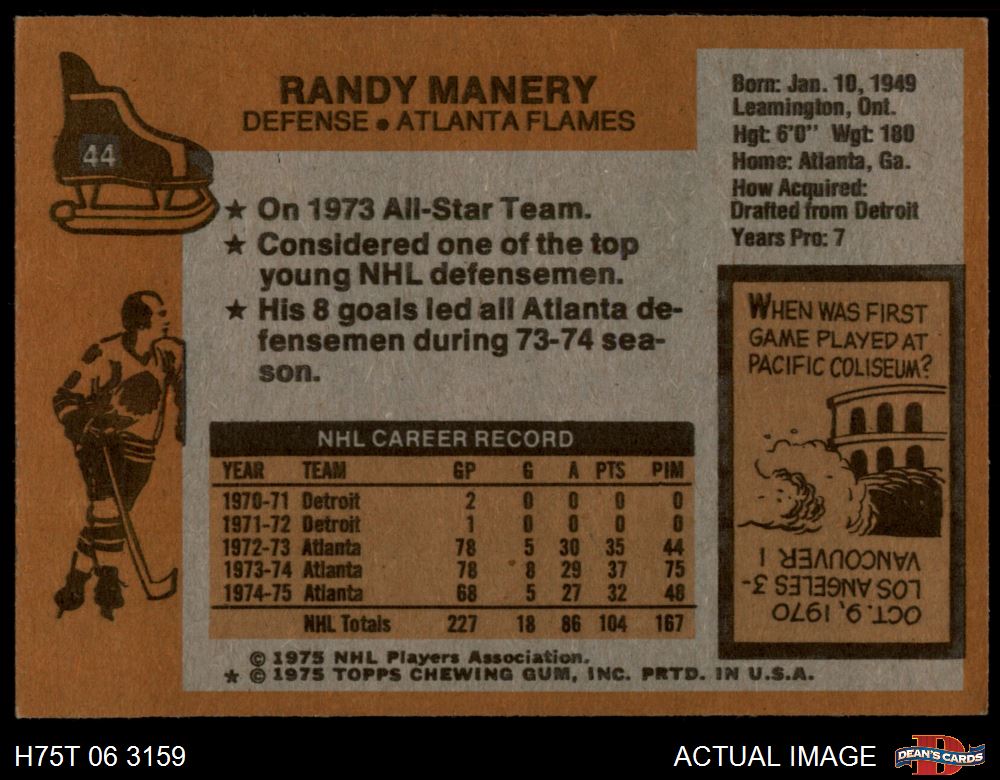 RANDY MANERY
DEFENSE • ATLANTA FLAMES
44
Born: Jan. 10, 1949
Leamington, Ont.
Hgt: 6'0" Wgt: 180
Home: Atlanta, Ga.
How Acquired:
Drafted from Detroit
Years Pro: 7
★ On 1973 All-Star Team.
★ Considered one of the top
young NHL defensemen.
★ His 8 goals led all Atlanta de-
fensemen during 73-74 sea-
son.
WHEN WAS FIRST
GAME PLAYED AT
PACIFIC COLISEUM?
OCT. 9, 1970
LOS ANGELES 3-
VANCOUVER 1
NHL CAREER RECORD
YEAR TEAM GP G A PTS PIM
1970-71 Detroit 2 0 0 0 0
1971-72 Detroit 1 0 0 0 0
1972-73 Atlanta 78 5 30 35 44
1973-74 Atlanta 78 8 29 37 75
1974-75 Atlanta 68 5 27 32 48
NHL Totals 227 18 86 104 167
© 1975 NHL Players Association.
★ © 1975 TOPPS CHEWING GUM, INC. PRTD. IN U.S.A.
H75T 06 3159
ACTUAL IMAGE
DEAN'S CARDS